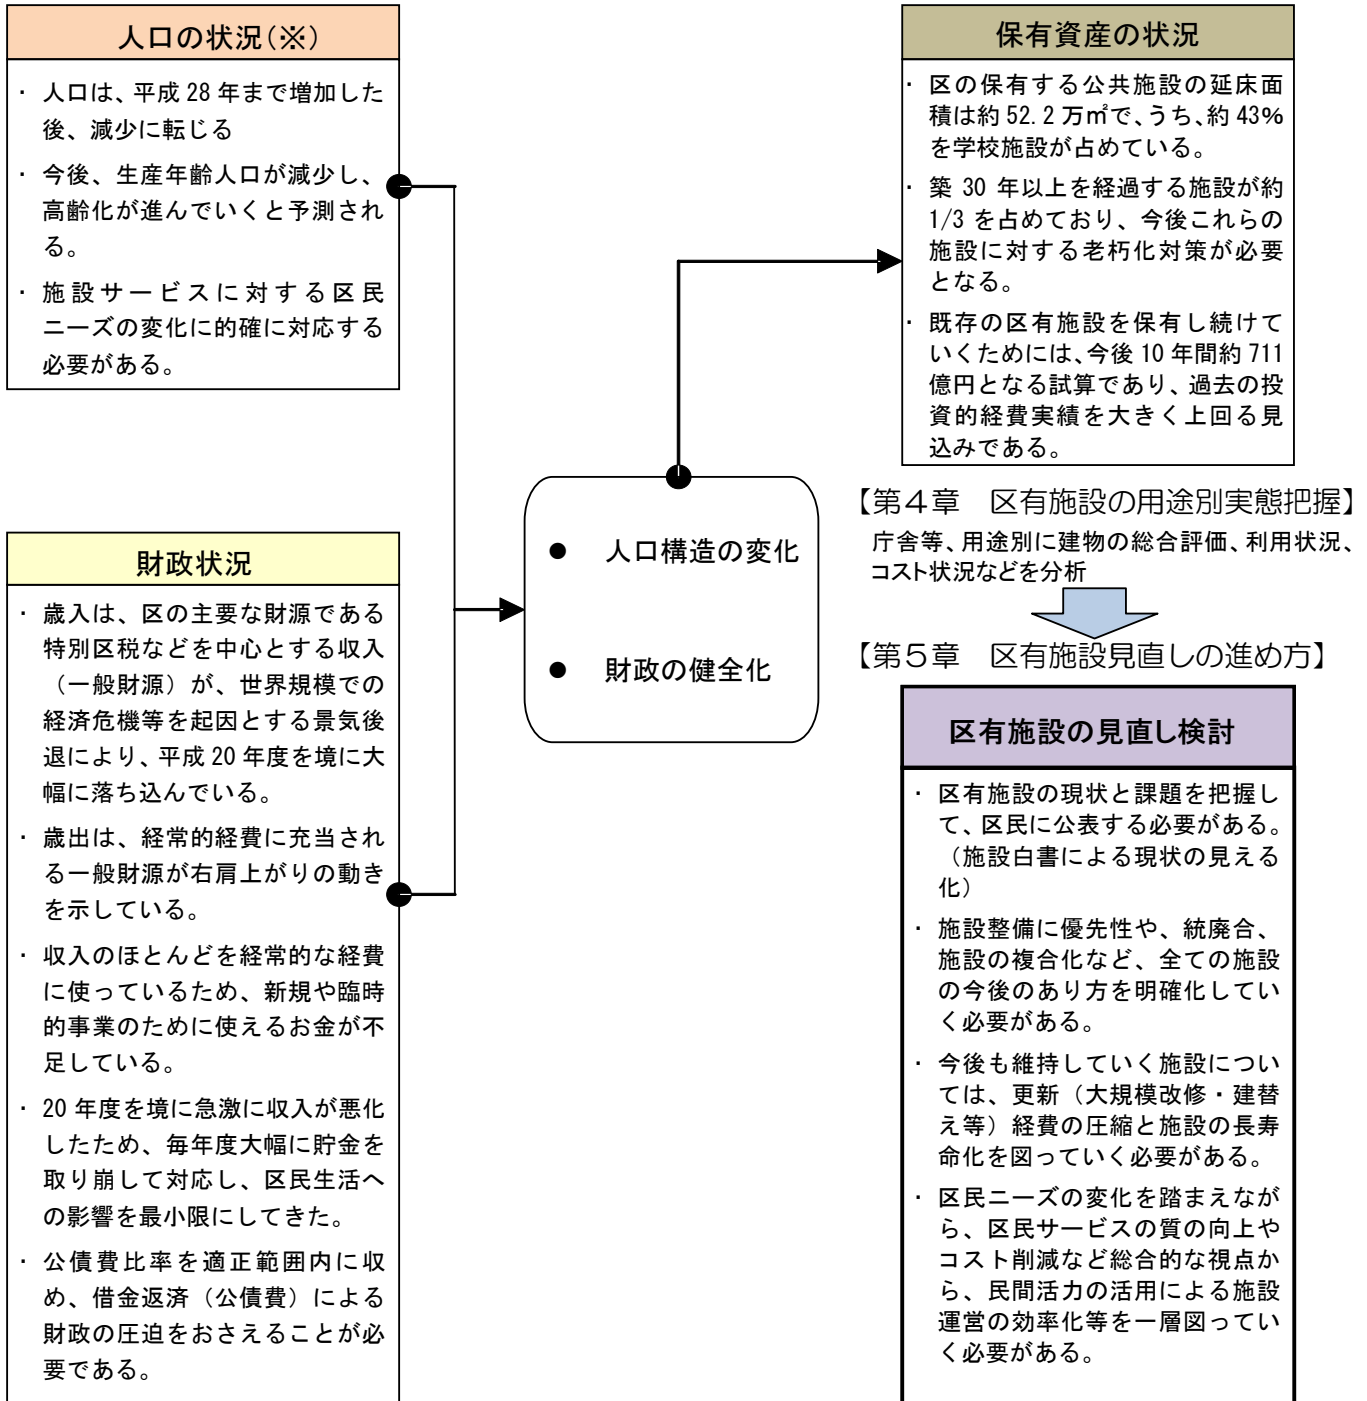 人口の状況(※)
・ 人口は、平成 28 年まで増加した
後、減少に転じる
・ 今後、生産年齢人口が減少し、
高齢化が進んでいくと予測され
る。
・ 施設サービスに対する区民
ニーズの変化に的確に対応する
必要がある。
財政状況
・ 歳入は、区の主要な財源である
特別区税などを中心とする収入
（一般財源）が、世界規模での
経済危機等を起因とする景気後
退により、平成 20 年度を境に大
幅に落ち込んでいる。
・ 歳出は、経常的経費に充当され
る一般財源が右肩上がりの動き
を示している。
・ 収入のほとんどを経常的な経費
に使っているため、新規や臨時
的事業のために使えるお金が不
足している。
・ 20 年度を境に急激に収入が悪化
したため、毎年度大幅に貯金を
取り崩して対応し、区民生活へ
の影響を最小限にしてきた。
・ 公債費比率を適正範囲内に収
め、借金返済（公債費）による
財政の圧迫をおさえることが必
要である。
● 人口構造の変化
● 財政の健全化
保有資産の状況
・ 区の保有する公共施設の延床面
積は約 52.2 万㎡で、うち、約 43%
を学校施設が占めている。
・ 築 30 年以上を経過する施設が約
1/3 を占めており、今後これらの
施設に対する老朽化対策が必要
となる。
・ 既存の区有施設を保有し続けて
いくためには、今後 10 年間約 711
億円となる試算であり、過去の投
資的経費実績を大きく上回る見
込みである。
【第４章　区有施設の用途別実態把握】
庁舎等、用途別に建物の総合評価、利用状況、
コスト状況などを分析
【第５章　区有施設見直しの進め方】
区有施設の見直し検討
・ 区有施設の現状と課題を把握し
て、区民に公表する必要がある。
（施設白書による現状の見える
化）
・ 施設整備に優先性や、統廃合、
施設の複合化など、全ての施設
の今後のあり方を明確化してい
く必要がある。
・ 今後も維持していく施設につい
ては、更新（大規模改修・建替
え等）経費の圧縮と施設の長寿
命化を図っていく必要がある。
・ 区民ニーズの変化を踏まえなが
ら、区民サービスの質の向上や
コスト削減など総合的な視点か
ら、民間活力の活用による施設
運営の効率化等を一層図ってい
く必要がある。